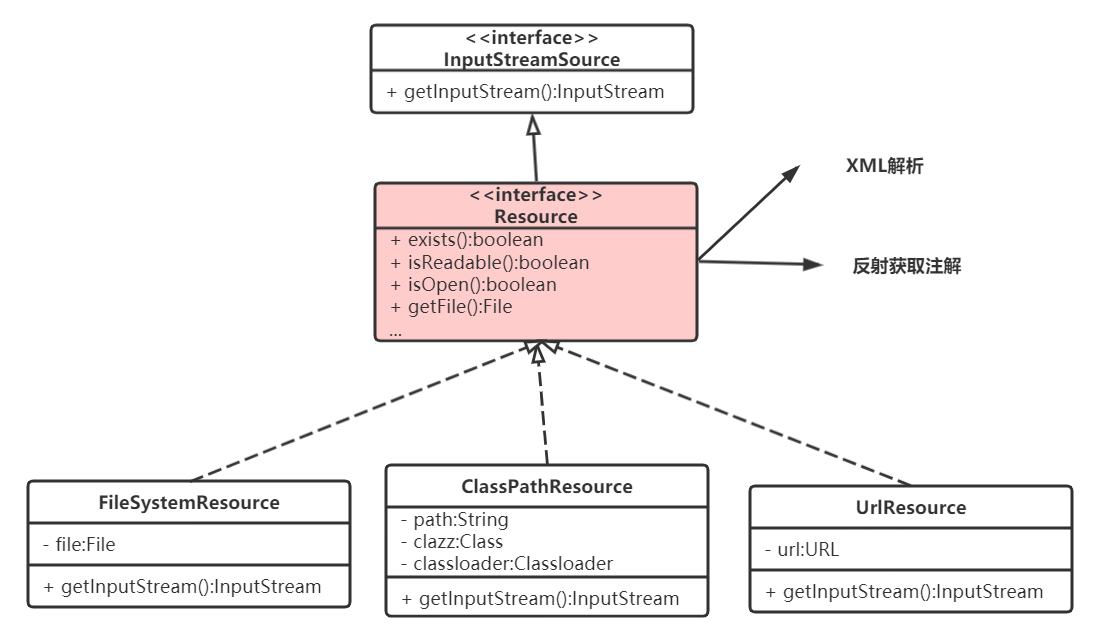 <<interface>>
InputStreamSource
+ getInputStream():InputStream
<<interface>>
Resource
+ exists():boolean
+ isReadable():boolean
+ isOpen():boolean
+ getFile():File
...
XML解析
反射获取注解
FileSystemResource
- file:File
+ getInputStream():InputStream
ClassPathResource
- path:String
- clazz:Class
- classloader:Classloader
+ getInputStream():InputStream
UrlResource
- url:URL
+ getInputStream():InputStream